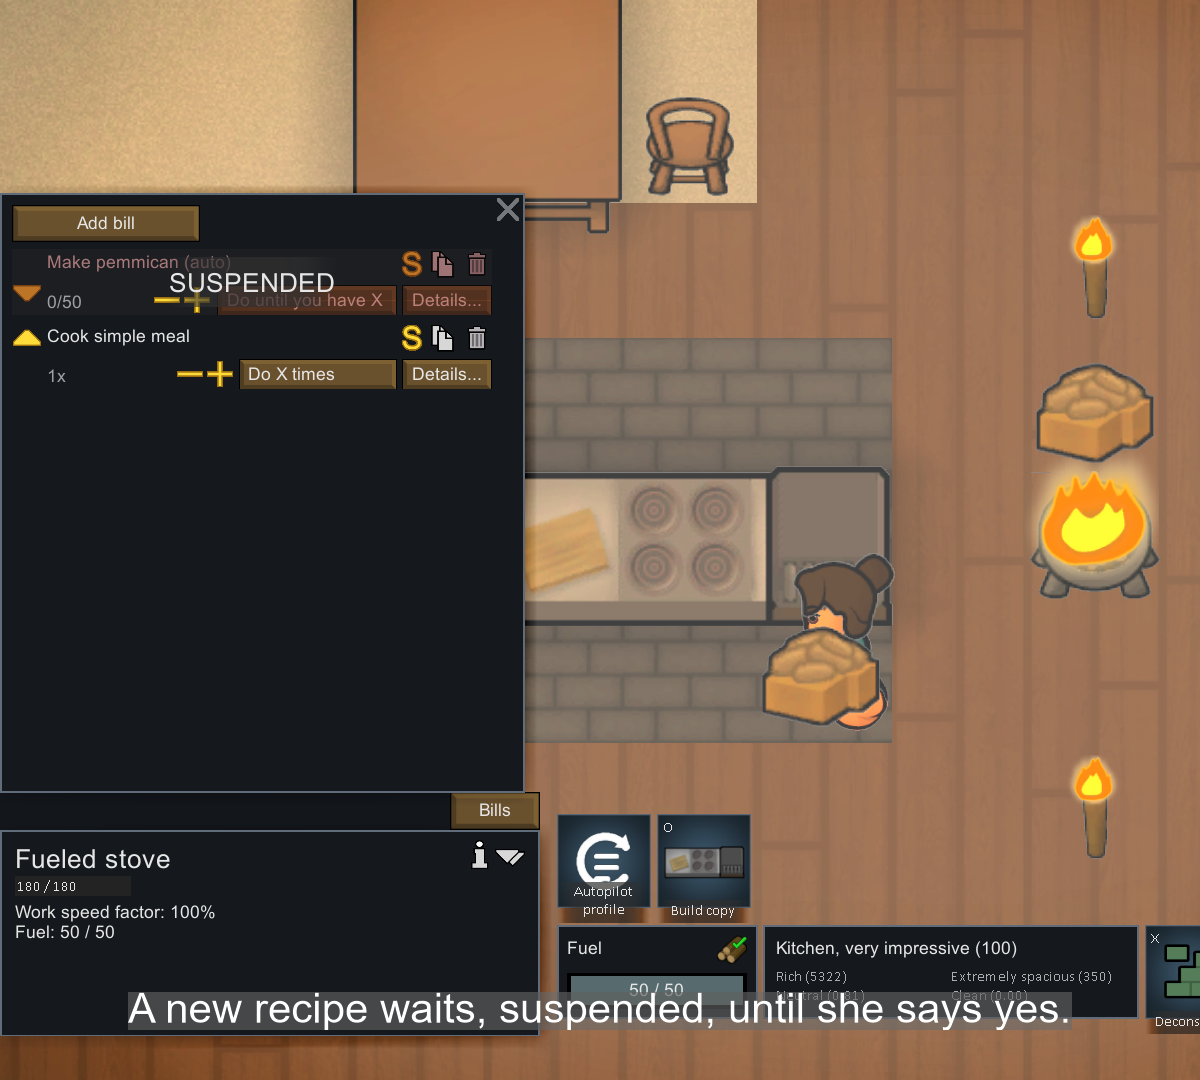 Add bill
Make pemmican (auto)
S
SUSPENDED
0/50
Do until you have X
Details...
Cook simple meal
S
1x
Do X times
Details...
Bills
Fueled stove
180 / 180
Work speed factor: 100%
Fuel: 50 / 50
Autopilot
profile
O
Build copy
Fuel
50 / 50
Kitchen, very impressive (100)
Rich (5322)
Extremely spacious (350)
Neutral (0.81)
Clean (0.00)
X
Decons
A new recipe waits, suspended, until she says yes.